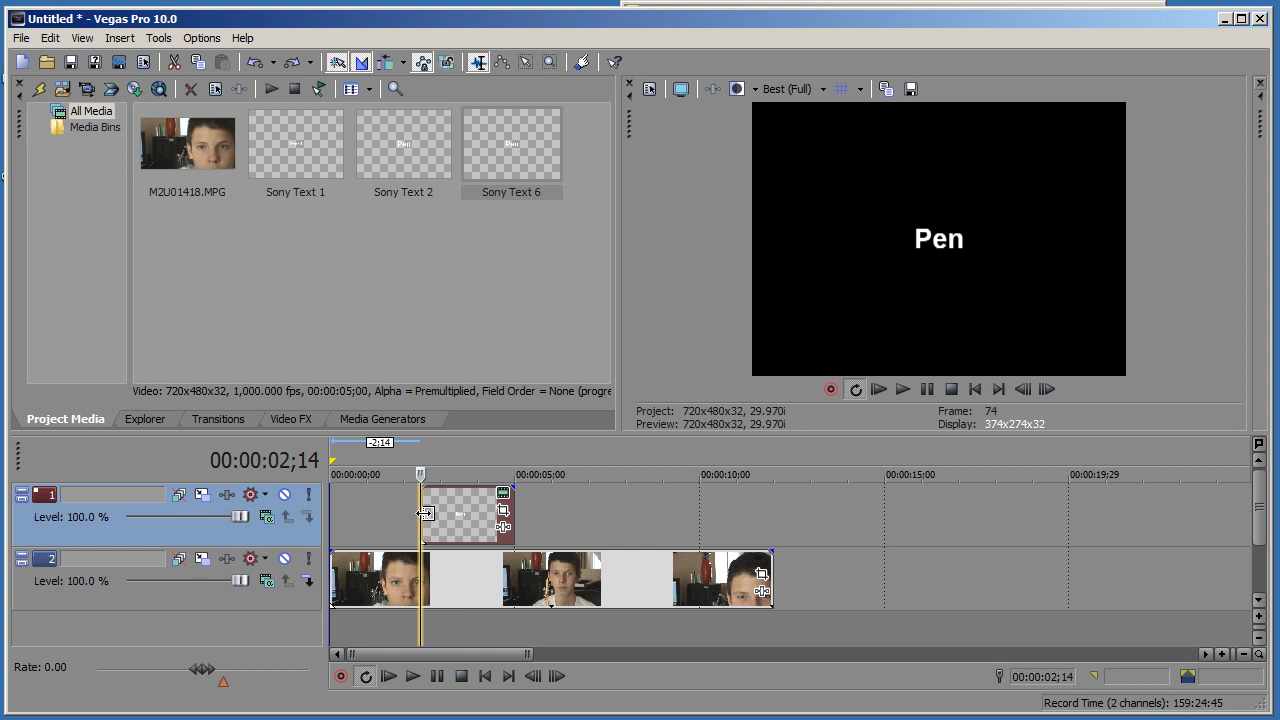 Untitled * - Vegas Pro 10.0
File Edit View Insert Tools Options Help
All Media
Media Bins
M2U01418.MPG
Sony Text 1
Sony Text 2
Sony Text 6
Pen
Pen
Video: 720x480x32, 1,000.000 fps, 00:00:05;00, Alpha = Premultiplied, Field Order = None (progre
Project Media
Explorer
Transitions
Video FX
Media Generators
Best (Full)
Pen
Project: 720x480x32, 29.970i
Frame: 74
Preview: 720x480x32, 29.970i
Display: 374x274x32
00:00:02;14
-2;14
00:00:00;00
00:00:05;00
00:00:10;00
00:00:15;00
00:00:19;29
1
Level: 100.0 %
Pen
2
Level: 100.0 %
Rate: 0.00
00:00:02;14
Record Time (2 channels): 159:24:45